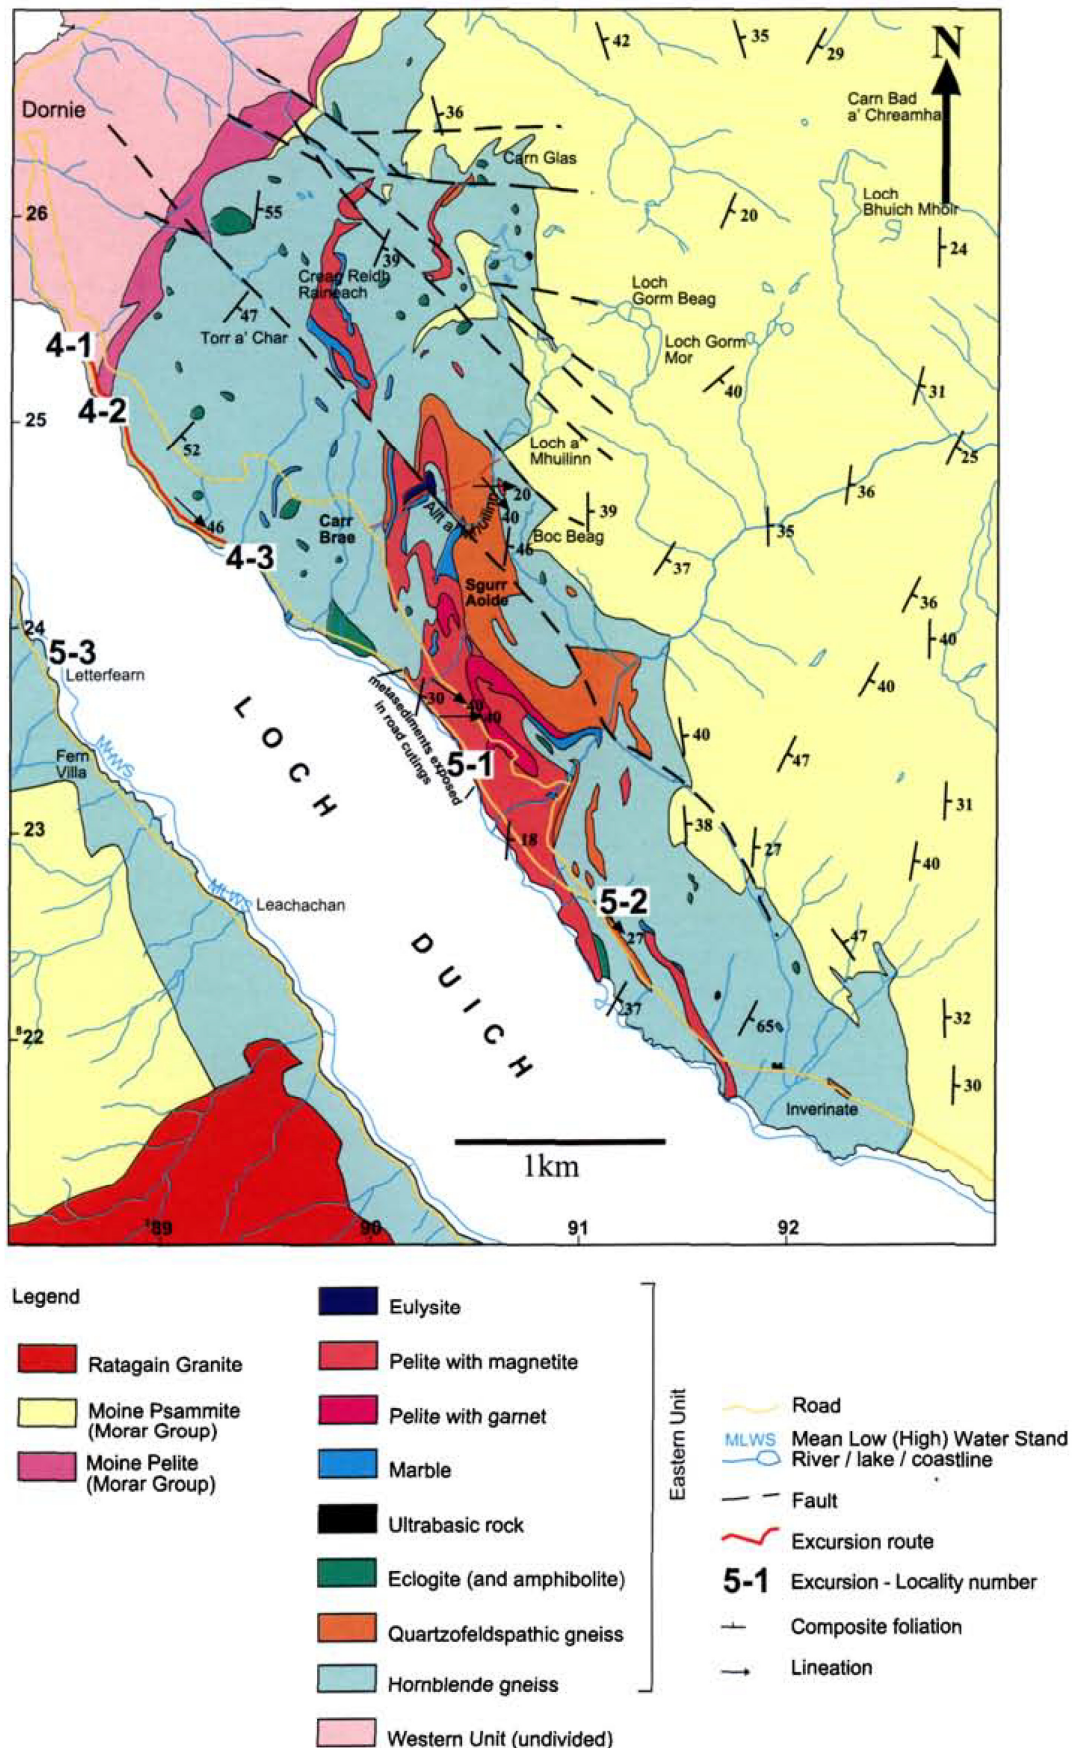 42
35
29
N
Dornie
36
Carn Bad
a' Chreamha
Carn Glas
Loch
Bhuich Mhoir
26
55
20
24
39
Creag Reidh
Raineach
Loch
Gorm Beag
47
Torr a' Char
Loch Gorm
Mor
4-1
40
31
4-2
25
52
Loch a'
Mhuilinn
25
20
36
46
Carr
Brae
Allt a' Mhuilinn
40
39
35
4-3
46
Boc Beag
37
Sgurr
Aoide
36
24
40
5-3
Letterfearn
40
30
40
40
metasediments exposed
in road cutings
40
47
LOCH
Fern
Villa
MLWS
5-1
31
23
18
38
27
40
MLWS
Leachachan
5-2
27
47
DUICH
37
65
32
822
30
Inverinate
1km
189
90
91
92
Legend
Ratagain Granite
Moine Psammite
(Morar Group)
Moine Pelite
(Morar Group)
Eulysite
Pelite with magnetite
Pelite with garnet
Marble
Ultrabasic rock
Eclogite (and amphibolite)
Quartzofeldspathic gneiss
Hornblende gneiss
Western Unit (undivided)
Eastern Unit
Road
MLWS Mean Low (High) Water Stand
River / lake / coastline
Fault
Excursion route
5-1 Excursion - Locality number
Composite foliation
Lineation